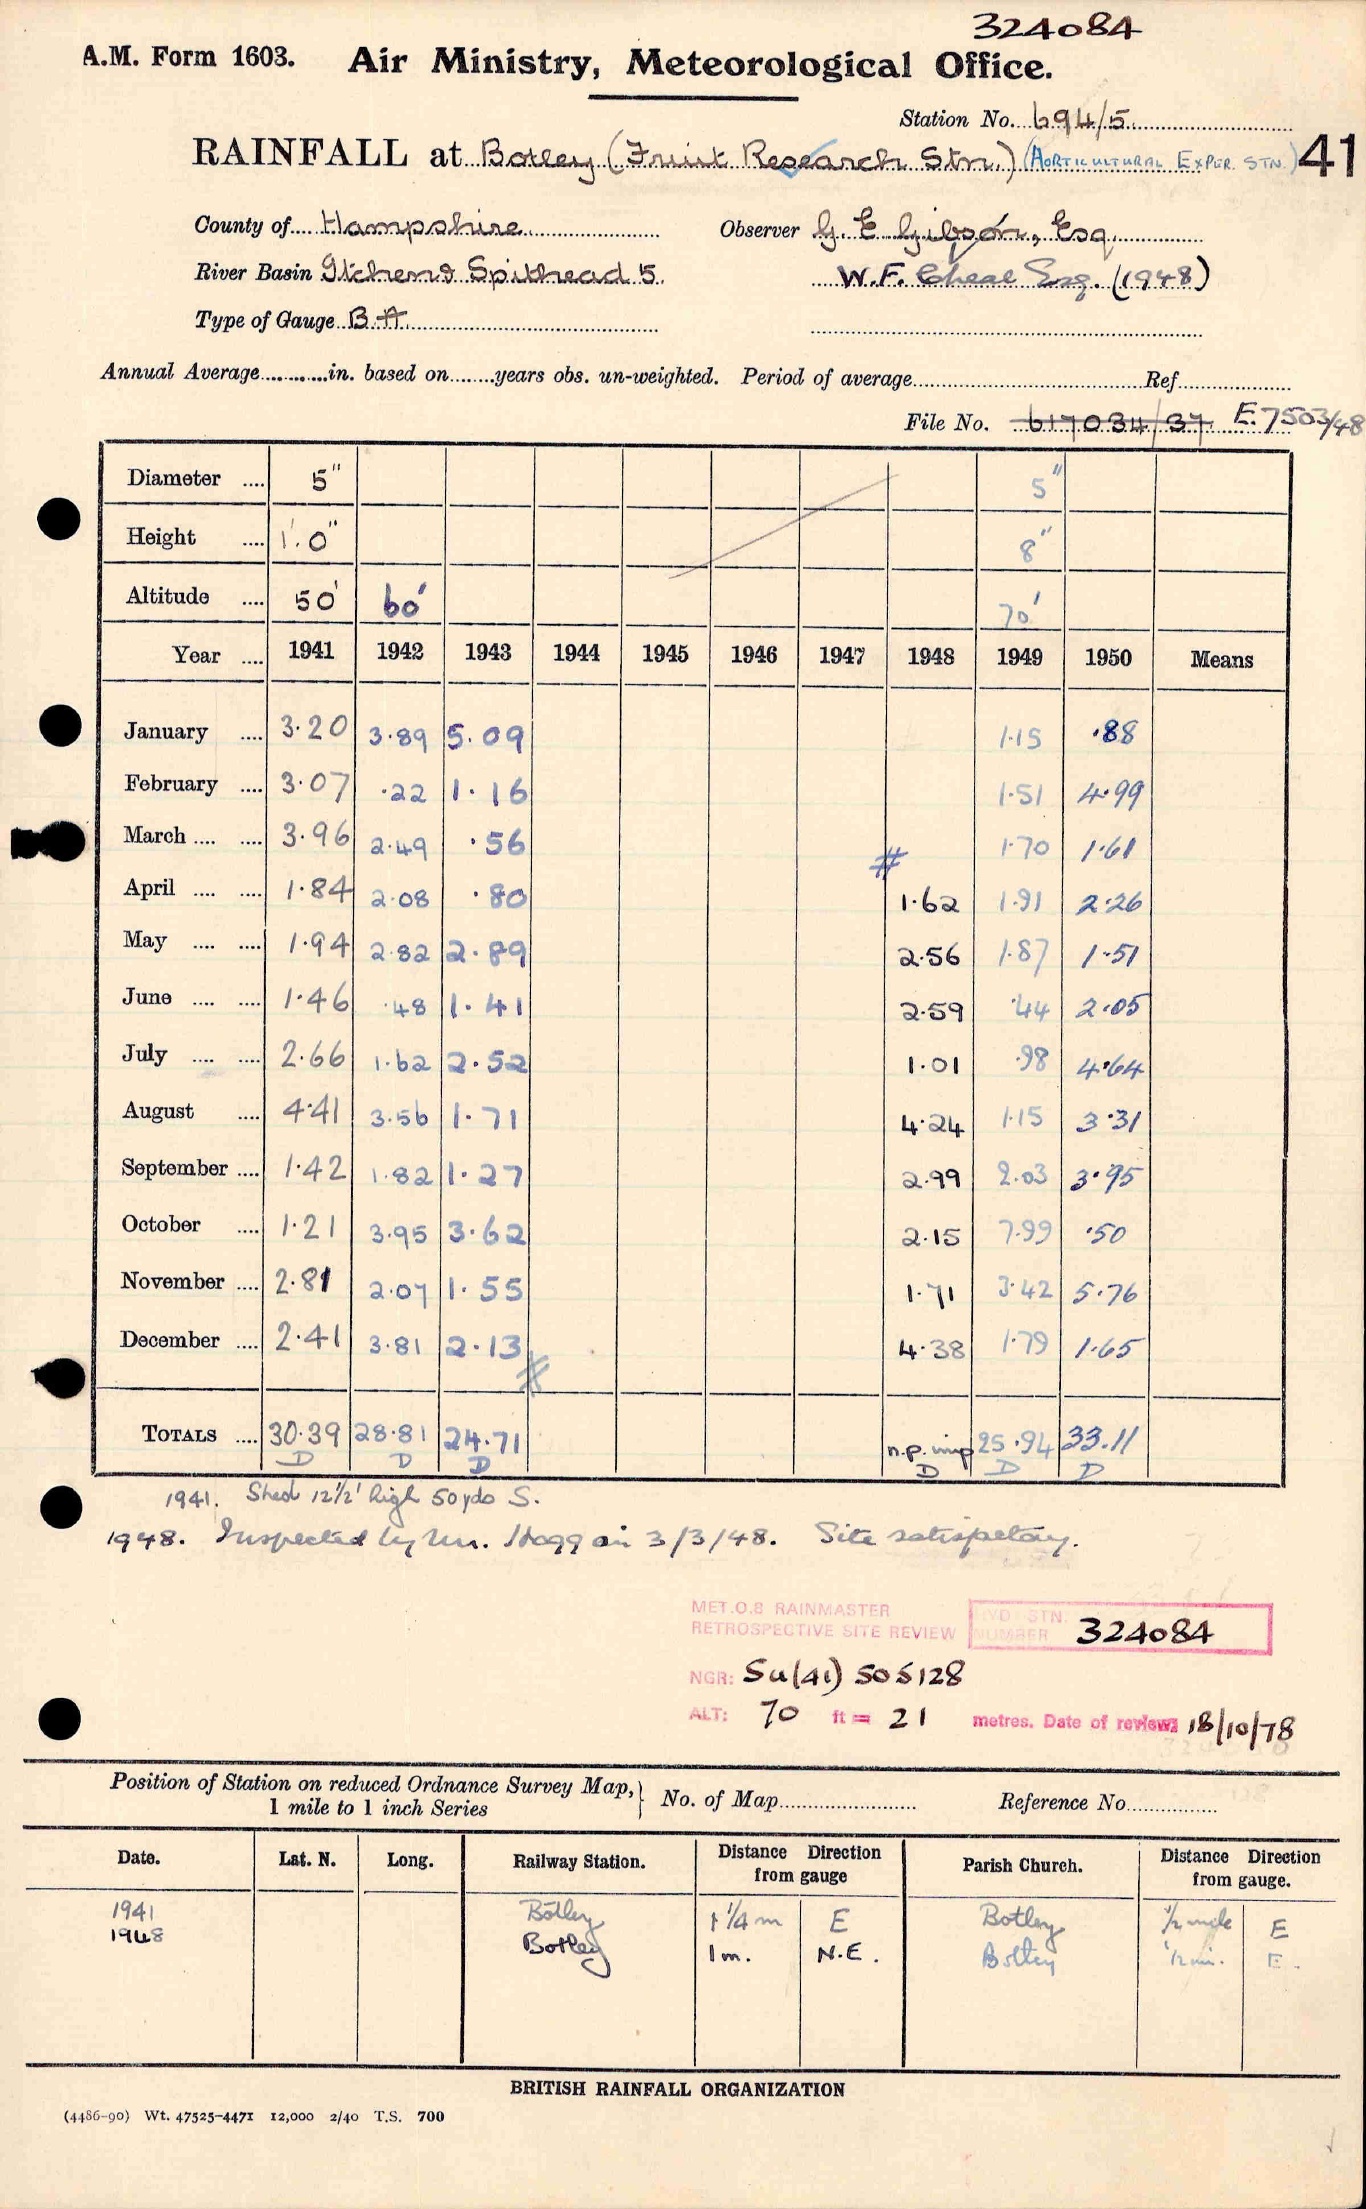 324084
A.M. Form 1603. Air Ministry, Meteorological Office.
Station No. 694/5
RAINFALL at Botley (Fruit Research Stn.) (HORTICULTURAL EXPER. STN.) 41
County of Hampshire Observer G. E. Gibson, Esq.
River Basin Itchen & Spithead 5. W.F. Cheal Esq. (1948)
Type of Gauge B.A.
Annual Average............in. based on........years obs. un-weighted. Period of average............Ref............
File No. 617034/37 E.7503/48
Diameter .... 5" 5"
Height .... 1'.0" 8"
Altitude .... 50' 60' 70'
Year .... 1941 1942 1943 1944 1945 1946 1947 1948 1949 1950 Means
January .... 3.20 3.89 5.09 1.15 .88
February .... 3.07 .22 1.16 1.51 4.99
March .... .... 3.96 2.49 .56 # 1.70 1.61
April .... .... 1.84 2.08 .80 1.62 1.91 2.26
May .... .... 1.94 2.82 2.89 2.56 1.87 1.51
June .... .... 1.46 .48 1.41 2.59 .44 2.05
July .... .... 2.66 1.62 2.52 1.01 .98 4.64
August .... 4.41 3.56 1.71 4.24 1.15 3.31
September .... 1.42 1.82 1.27 2.99 2.03 3.95
October .... 1.21 3.95 3.62 2.15 7.99 .50
November .... 2.81 2.07 1.55 1.71 3.42 5.76
December .... 2.41 3.81 2.13 # 4.38 1.79 1.65
TOTALS .... 30.39 28.81 24.71 n.p. imp 25.94 33.11
D D D D D D
1941. Shed 12½' high 50 yds S.
1948. Inspected by Mr. Hogg on 3/3/48. Site satisfactory.
MET.O.8 RAINMASTER
RETROSPECTIVE SITE REVIEW HYD. STN. NUMBER 324084
NGR: SU(41) 505128
ALT: 70 ft = 21 metres. Date of review: 18/10/78
Position of Station on reduced Ordnance Survey Map, 1 mile to 1 inch Series } No. of Map............ Reference No............
Date. Lat. N. Long. Railway Station. Distance Direction from gauge Parish Church. Distance Direction from gauge.
1941 Botley 1¼ m E Botley ½ mile E
1948 Botley 1m. N.E. Botley ½ mi. E.
BRITISH RAINFALL ORGANIZATION
(4486-90) Wt. 47525-4471 12,000 2/40 T.S. 700